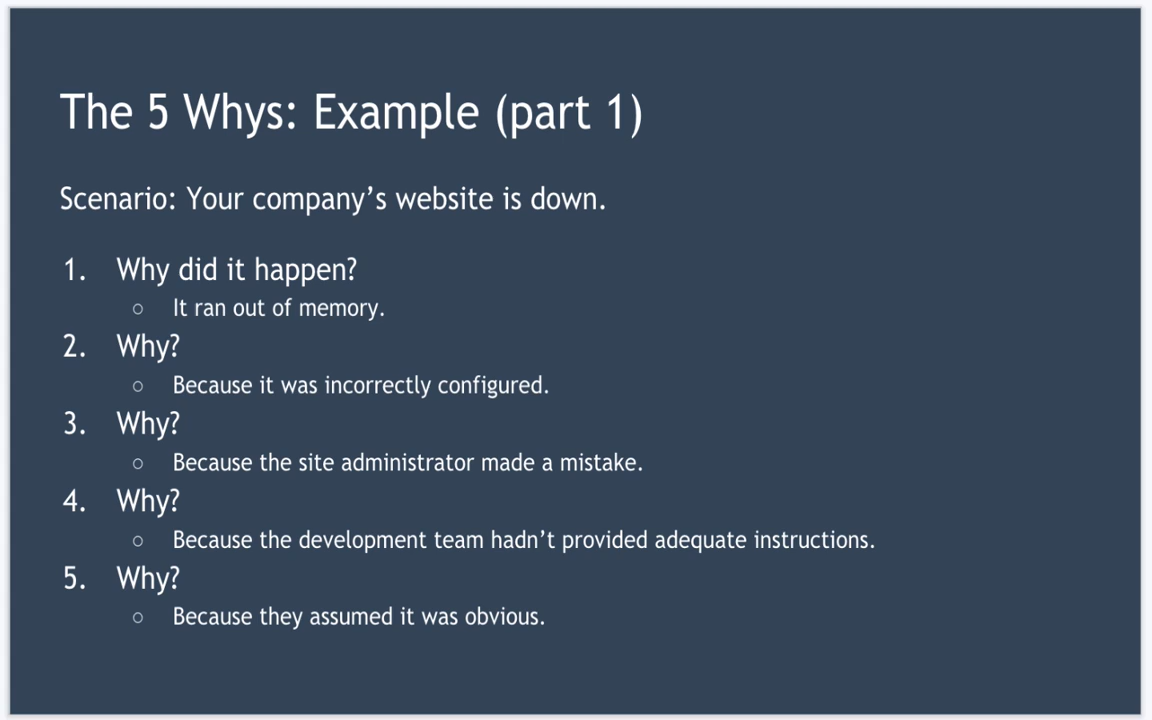 The 5 Whys: Example (part 1)
Scenario: Your company’s website is down.
1. Why did it happen?
○ It ran out of memory.
2. Why?
○ Because it was incorrectly configured.
3. Why?
○ Because the site administrator made a mistake.
4. Why?
○ Because the development team hadn’t provided adequate instructions.
5. Why?
○ Because they assumed it was obvious.